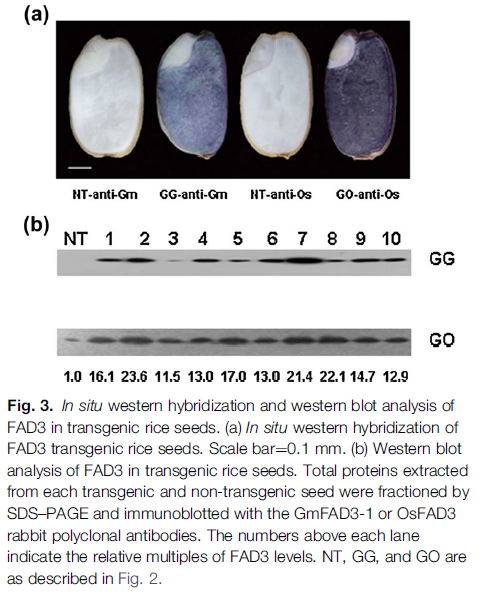 (a)
NT-anti-Gm GG-anti-Gm NT-anti-Os GO-anti-Os
(b)
NT 1 2 3 4 5 6 7 8 9 10
GG
GO
1.0 16.1 23.6 11.5 13.0 17.0 13.0 21.4 22.1 14.7 12.9
Fig. 3. In situ western hybridization and western blot analysis of
FAD3 in transgenic rice seeds. (a) In situ western hybridization of
FAD3 transgenic rice seeds. Scale bar=0.1 mm. (b) Western blot
analysis of FAD3 in transgenic rice seeds. Total proteins extracted
from each transgenic and non-transgenic seed were fractioned by
SDS–PAGE and immunoblotted with the GmFAD3-1 or OsFAD3
rabbit polyclonal antibodies. The numbers above each lane
indicate the relative multiples of FAD3 levels. NT, GG, and GO are
as described in Fig. 2.